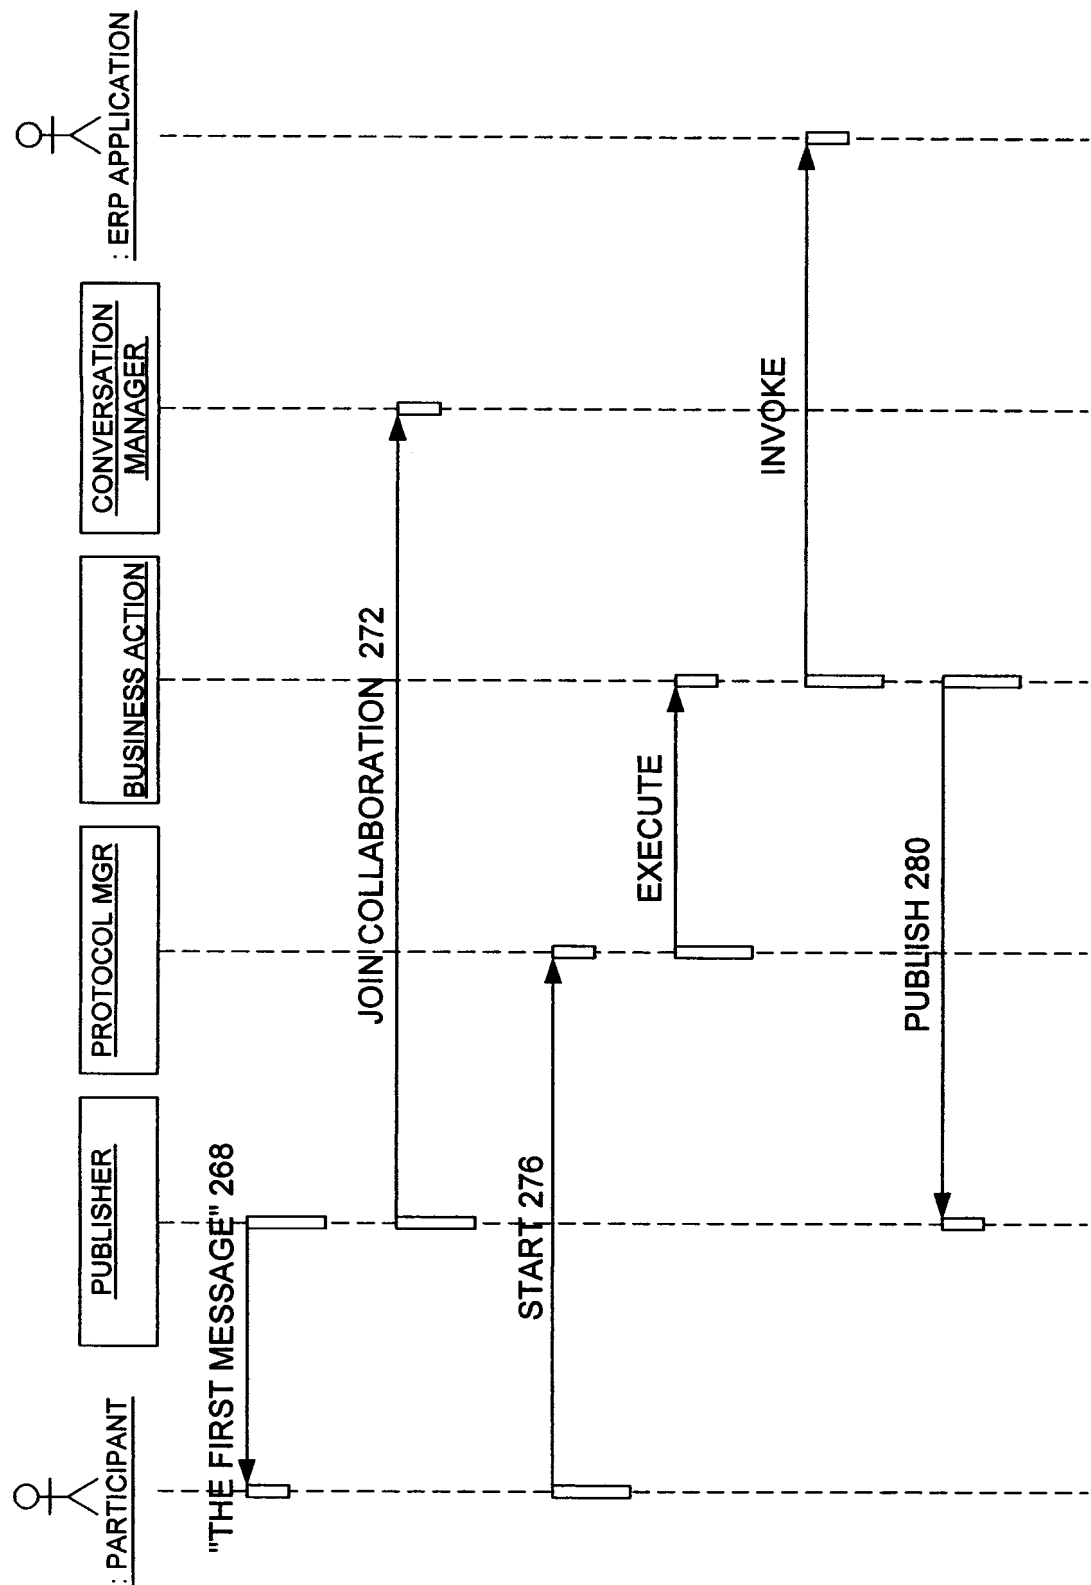 : PARTICIPANT
PUBLISHER
PROTOCOL MGR
BUSINESS ACTION
CONVERSATION
MANAGER
: ERP APPLICATION
"THE FIRST MESSAGE" 268
JOIN COLLABORATION 272
START 276
EXECUTE
INVOKE
PUBLISH 280